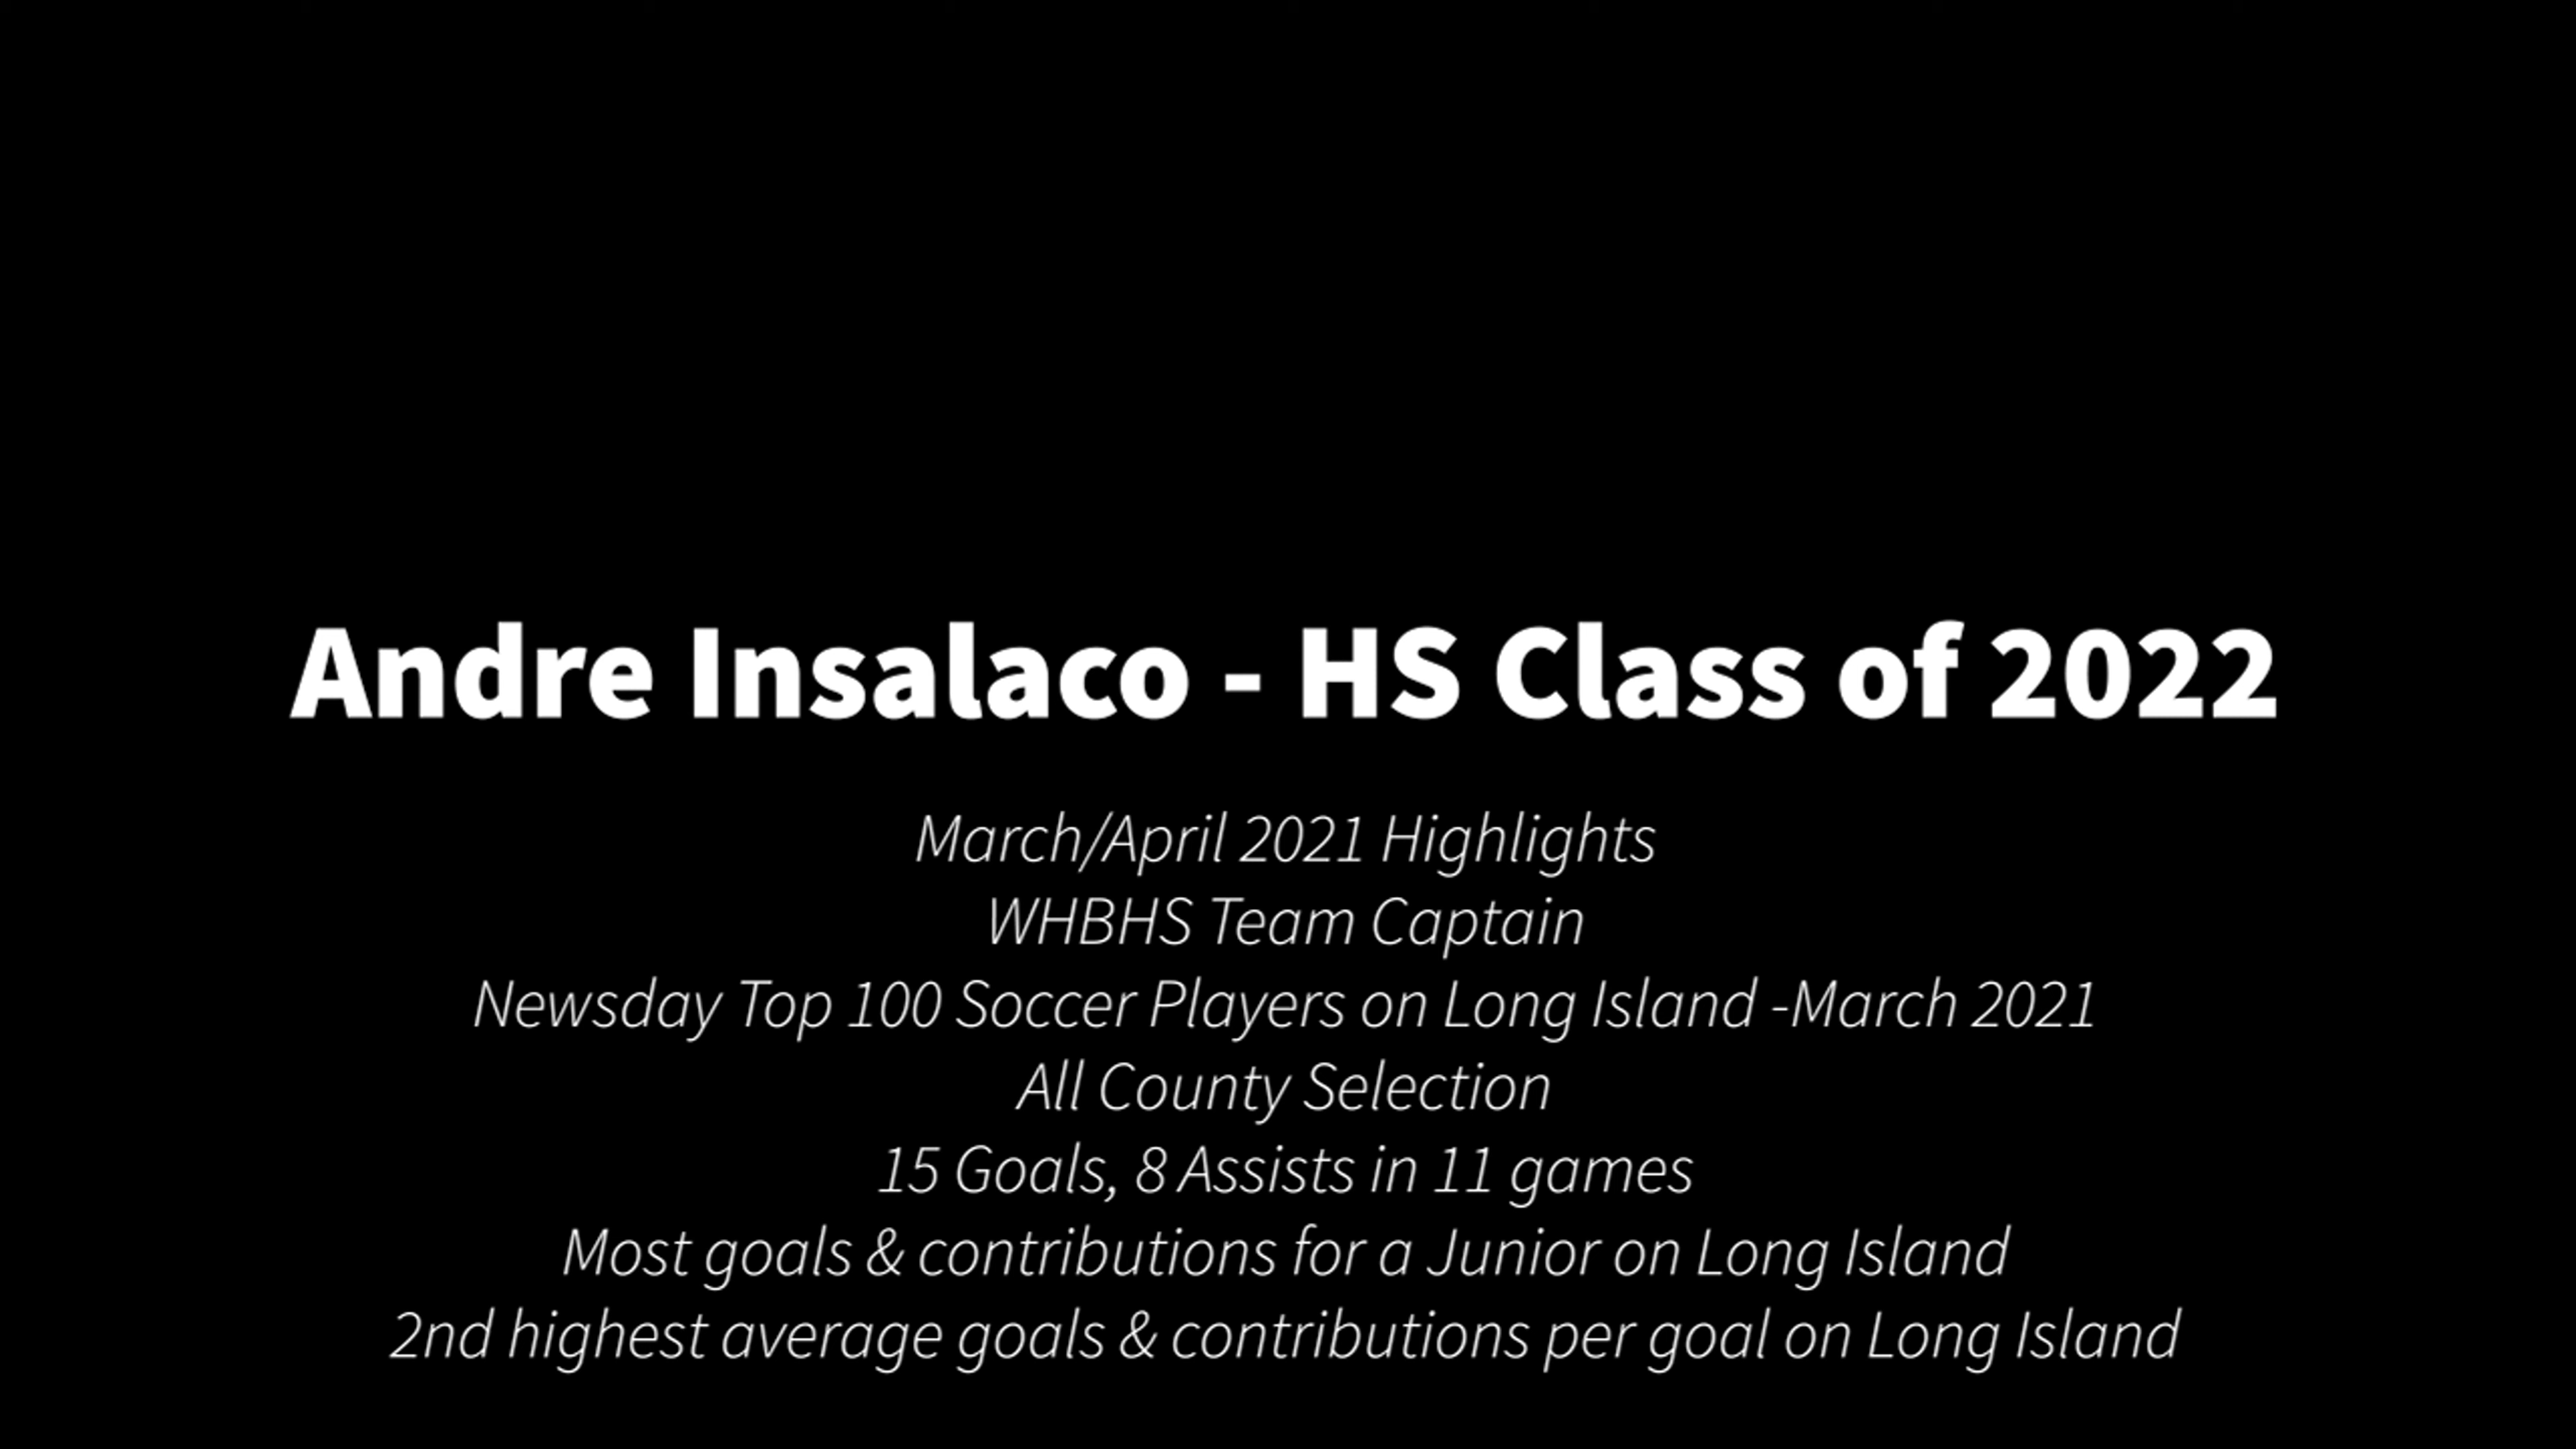 Andre Insalaco - HS Class of 2022
March/April 2021 Highlights
WHBHS Team Captain
Newsday Top 100 Soccer Players on Long Island -March 2021
All County Selection
15 Goals, 8 Assists in 11 games
Most goals & contributions for a Junior on Long Island
2nd highest average goals & contributions per goal on Long Island